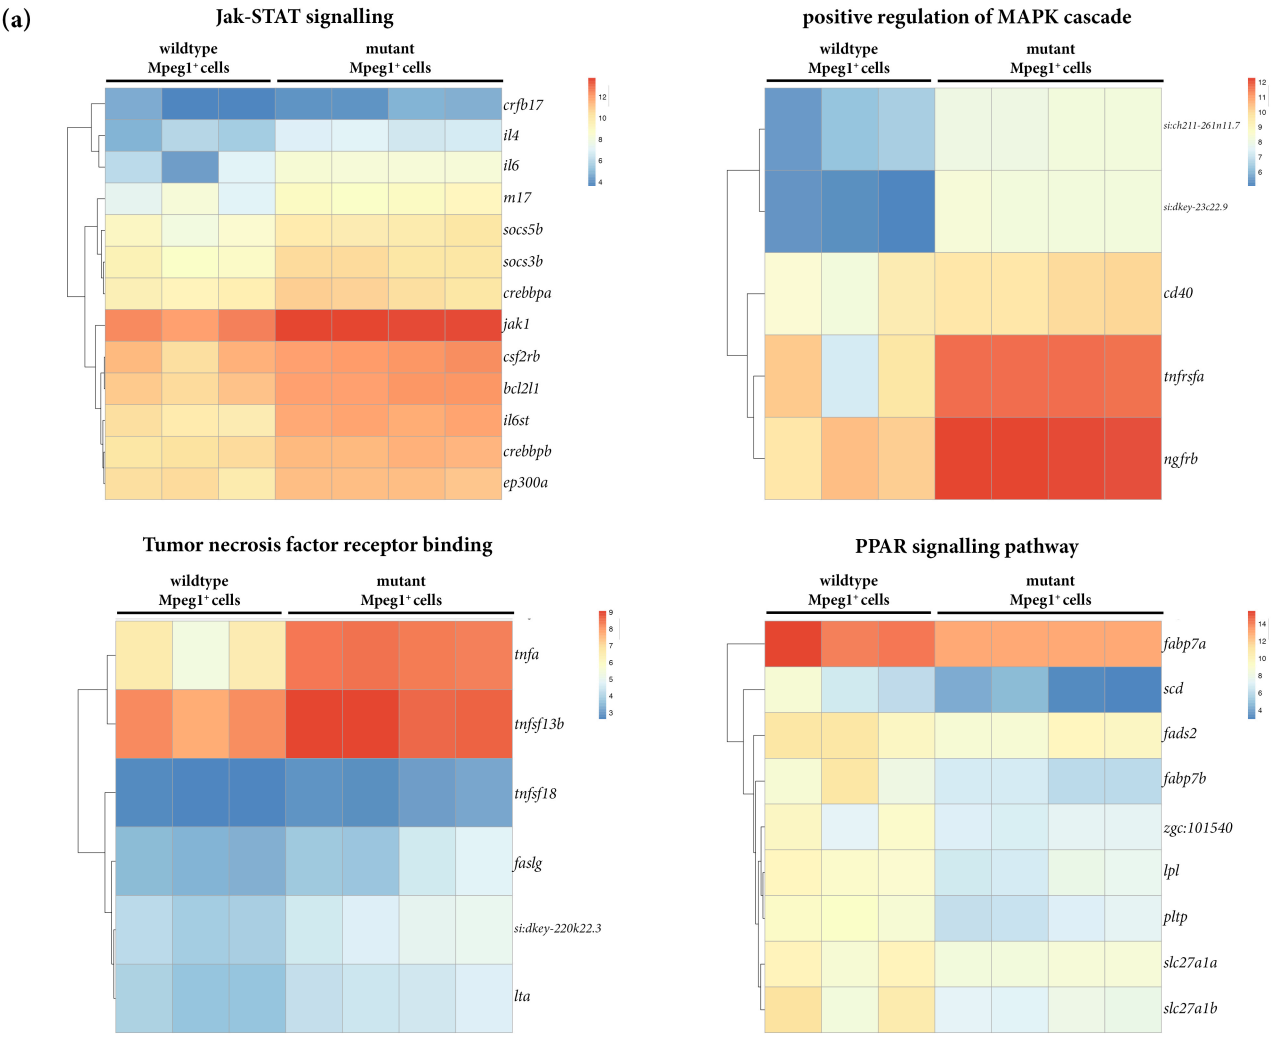 (a)
Jak-STAT signalling
wildtype
Mpeg1+ cells
mutant
Mpeg1+ cells
crfb17
il4
il6
m17
socs5b
socs3b
crebbpa
jak1
csf2rb
bcl2l1
il6st
crebbpb
ep300a
12
10
8
6
4
positive regulation of MAPK cascade
wildtype
Mpeg1+ cells
mutant
Mpeg1+ cells
si:ch211-261n11.7
si:dkey-23c22.9
cd40
tnfrsfa
ngfrb
12
11
10
9
8
7
6
Tumor necrosis factor receptor binding
wildtype
Mpeg1+ cells
mutant
Mpeg1+ cells
tnfa
tnfsf13b
tnfsf18
faslg
si:dkey-220k22.3
lta
9
8
7
6
5
4
3
PPAR signalling pathway
wildtype
Mpeg1+ cells
mutant
Mpeg1+ cells
fabp7a
scd
fads2
fabp7b
zgc:101540
lpl
pltp
slc27a1a
slc27a1b
14
12
10
8
6
4